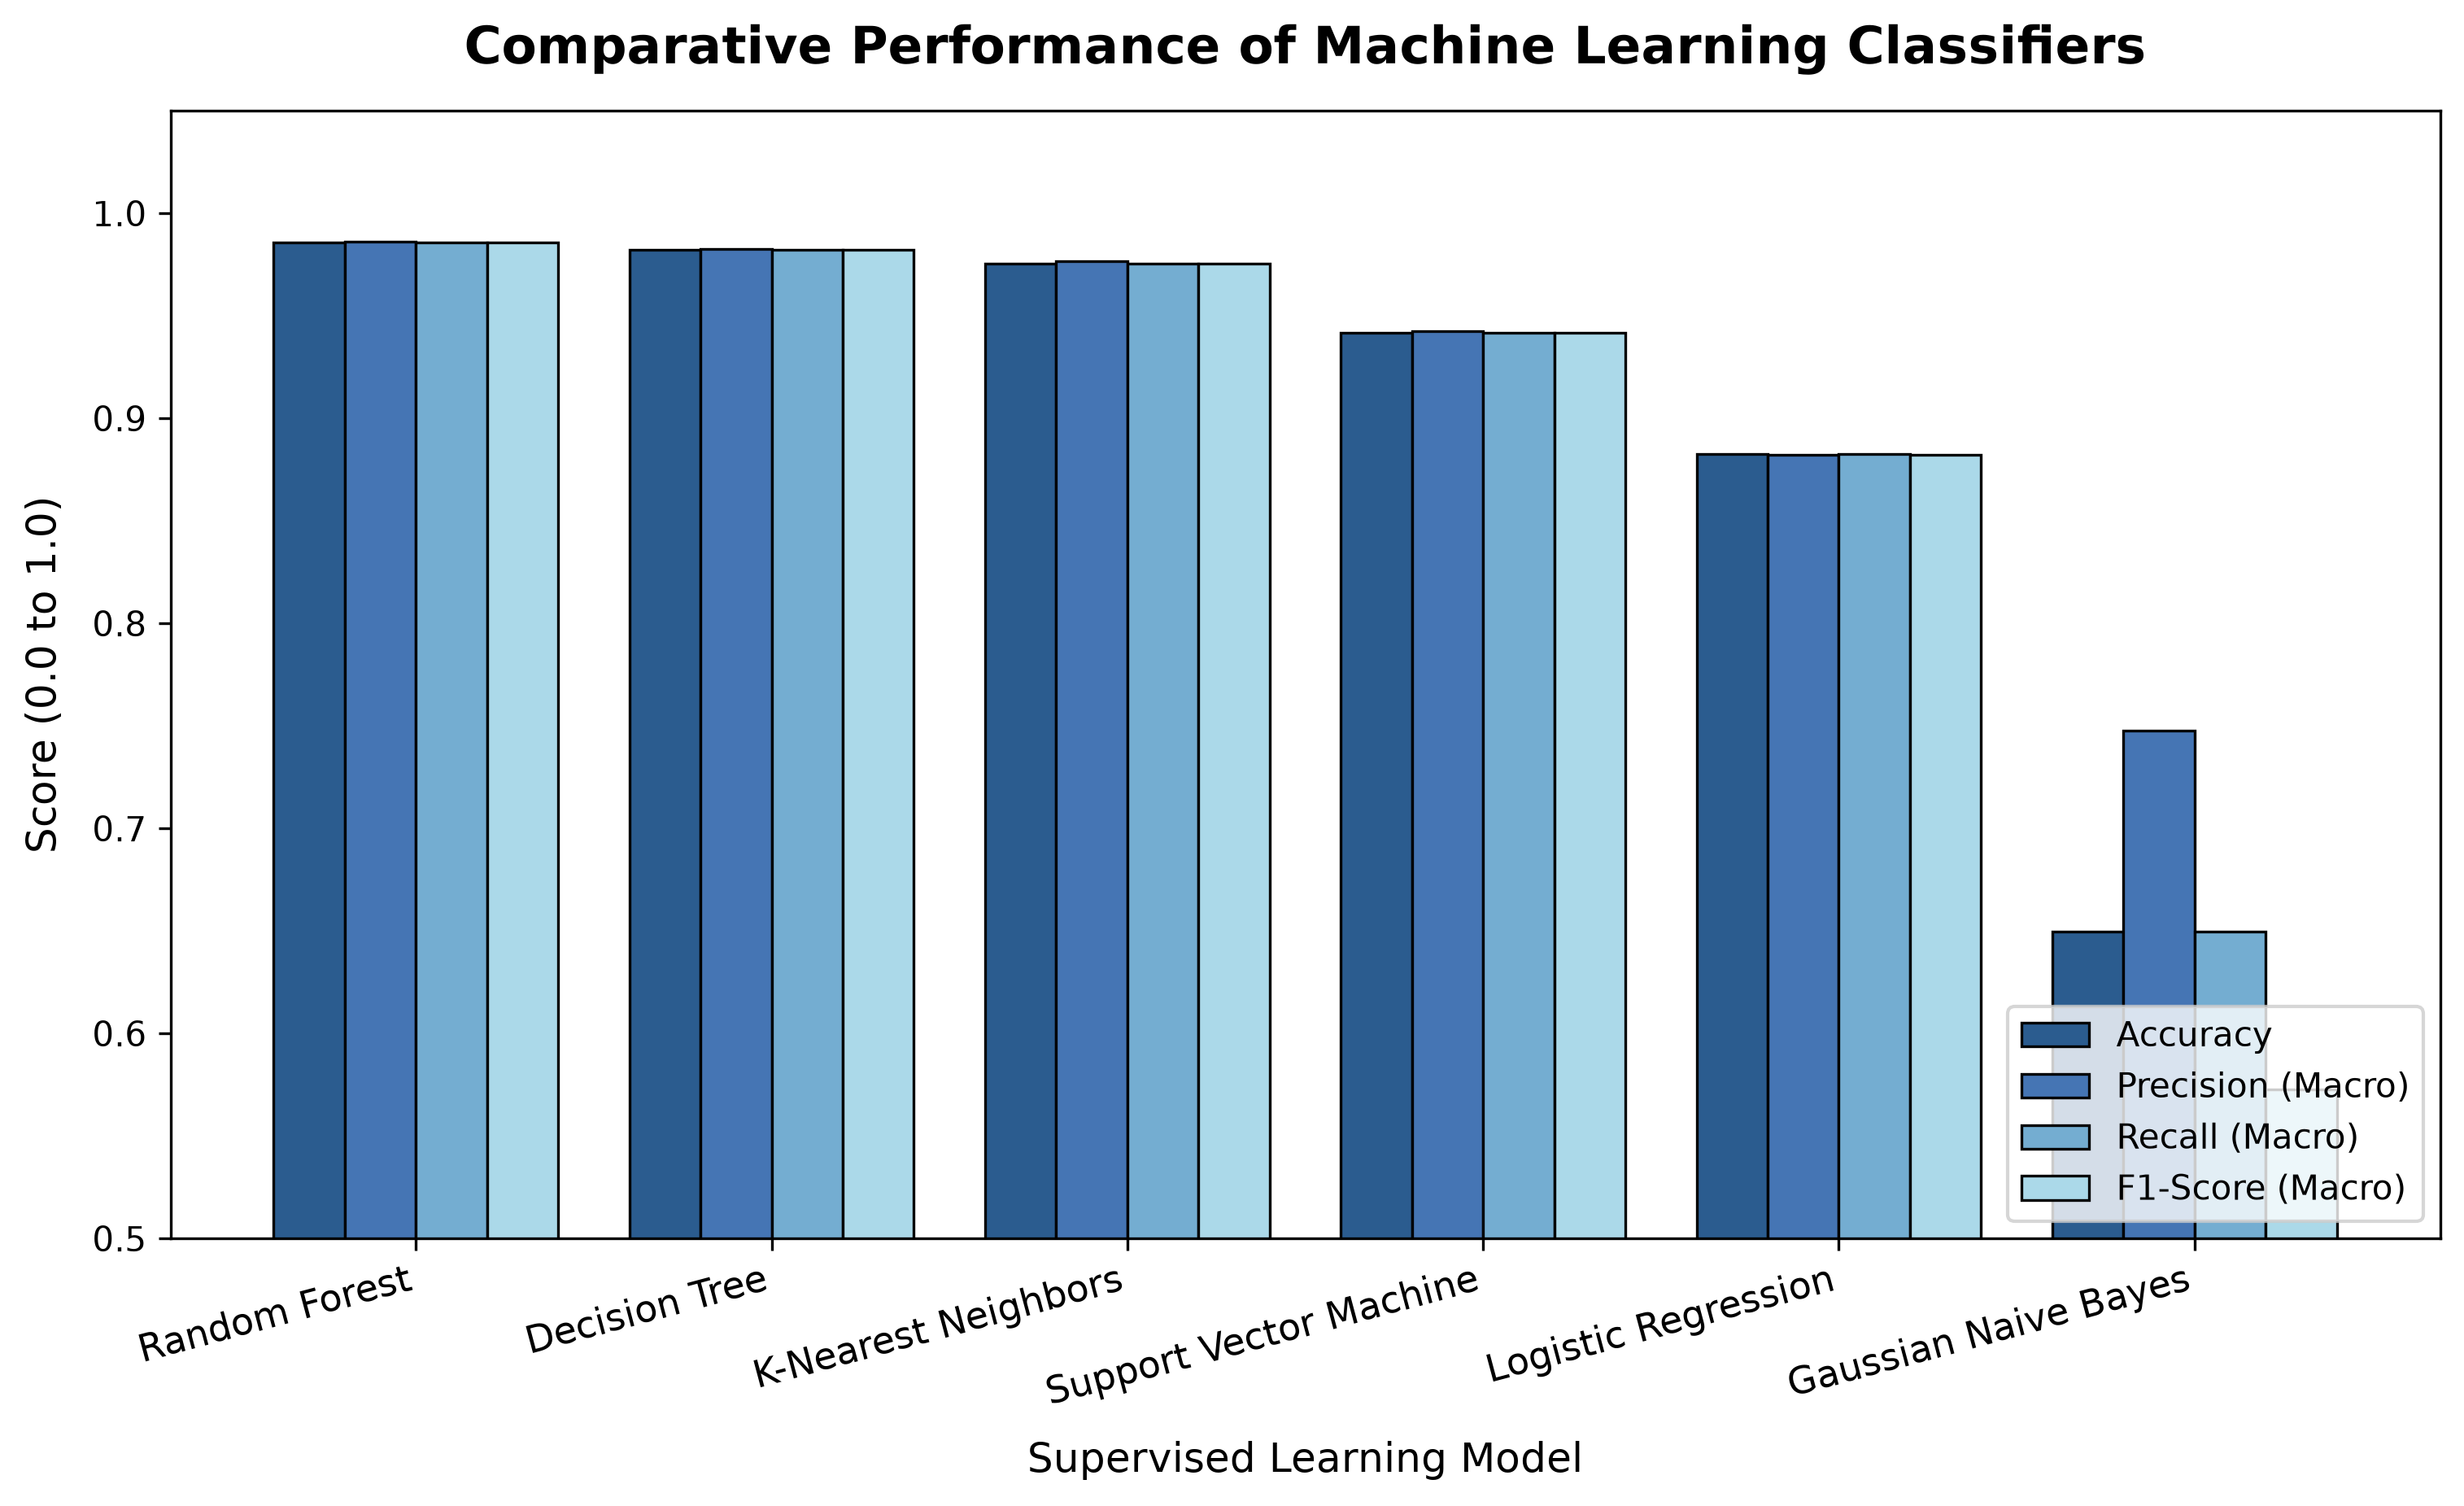 Comparative Performance of Machine Learning Classifiers
Score (0.0 to 1.0)
1.0
0.9
0.8
0.7
0.6
0.5
Accuracy
Precision (Macro)
Recall (Macro)
F1-Score (Macro)
Random Forest
Decision Tree
K-Nearest Neighbors
Support Vector Machine
Logistic Regression
Gaussian Naive Bayes
Supervised Learning Model